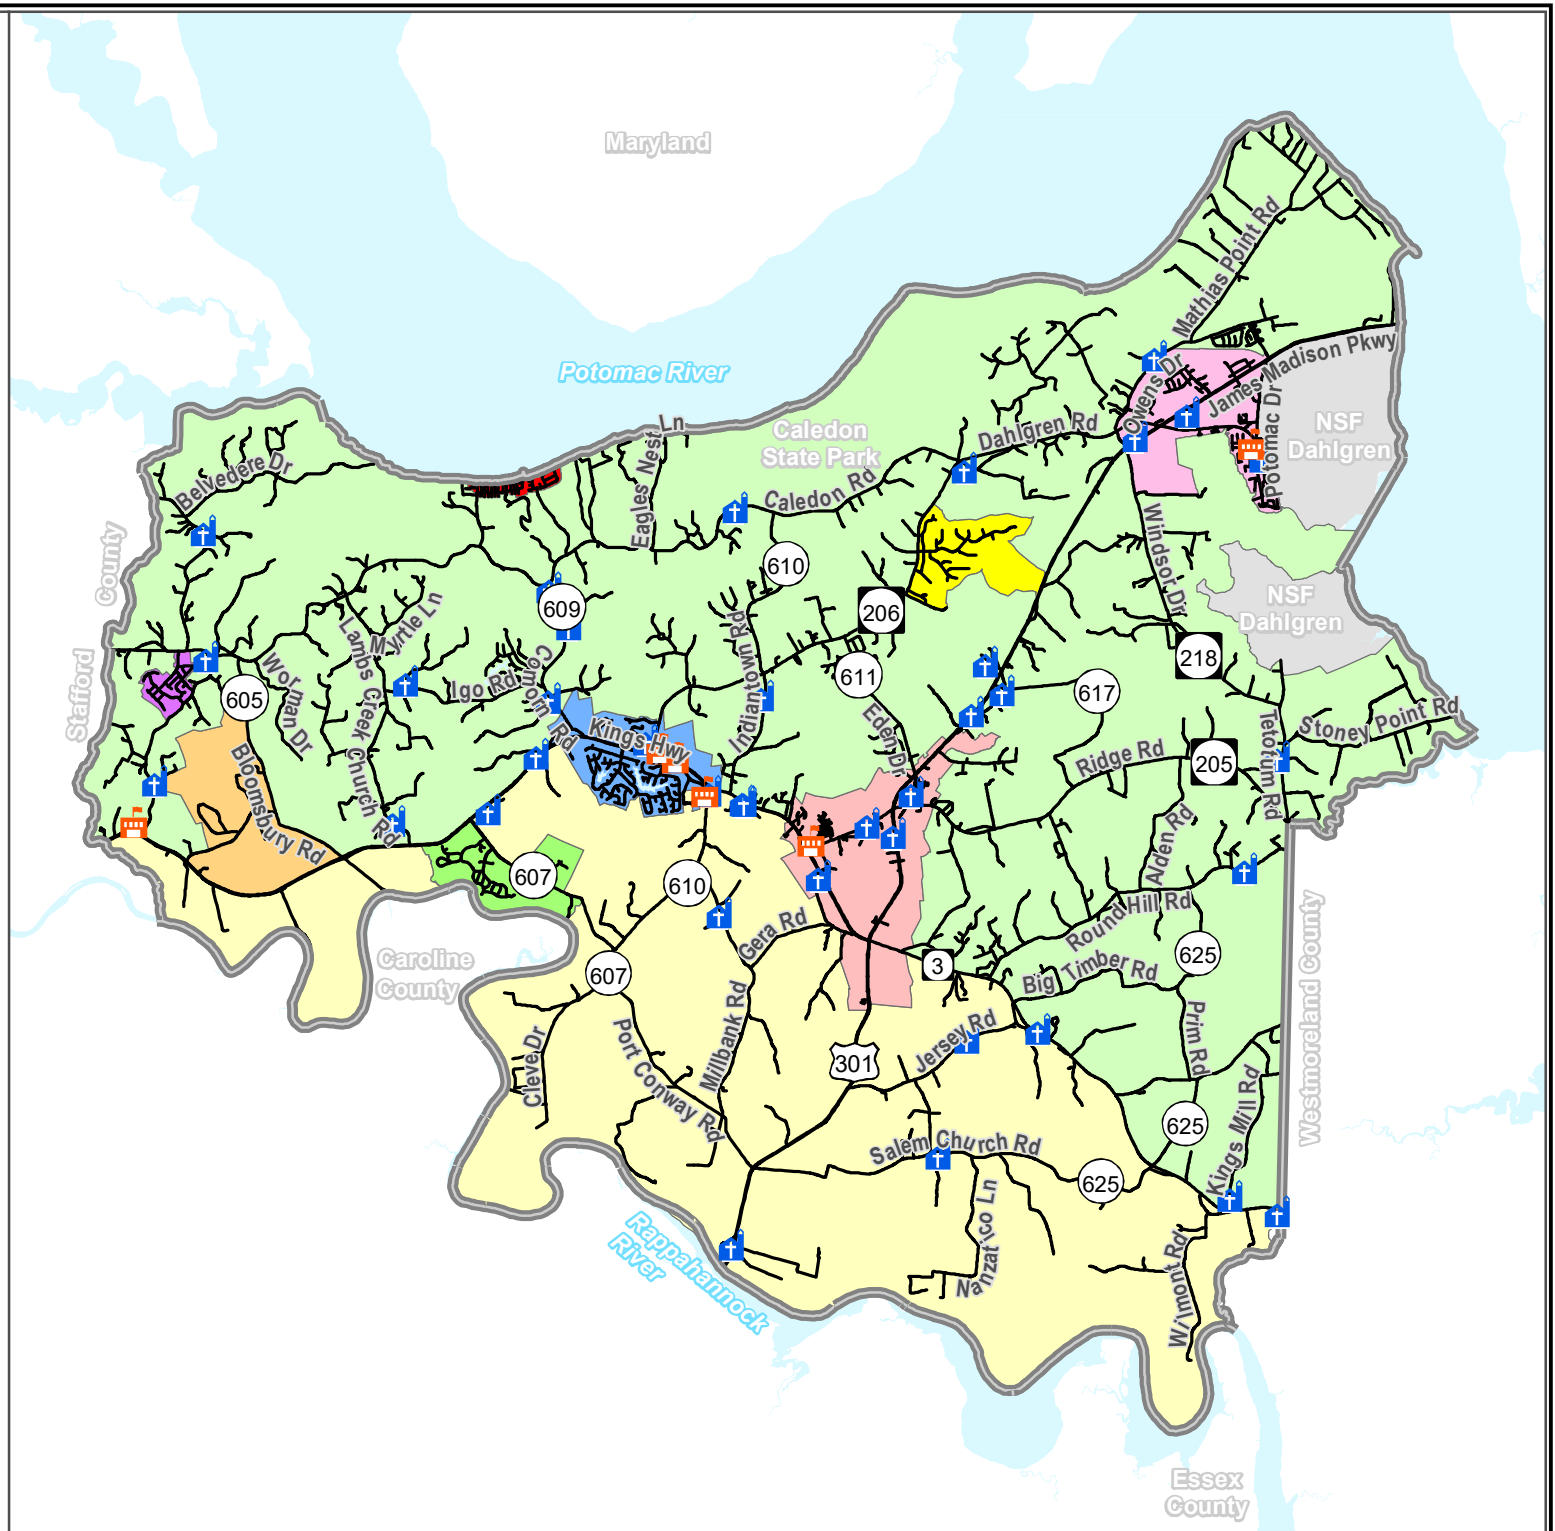 Maryland
Mathias Point Rd
Potomac River
Owens Dr
James Madison Pkwy
Potomac Dr
NSF
Dahlgren
Eagles Nest Ln
Caledon
State Park
Dahlgren Rd
Belvedere Dr
Caledon Rd
County
Stafford
Windsor Dr
610
609
206
NSF
Dahlgren
Myrtle Ln
Lambs Creek Church Rd
Igo Rd
Comorn Rd
Indiantown Rd
611
218
617
605
Worman Dr
Kings Hwy
Eden Dr
Tetotum Rd
Stoney Point Rd
Ridge Rd
205
Blomsbury Rd
Alden Rd
607
610
Round Hill Rd
Gera Rd
625
Caroline
County
607
3
Big Timber Rd
Westmoreland County
Millbank Rd
Port Conway Rd
Cleve Dr
301
Jersey Rd
Prim Rd
625
Kings Mill Rd
Salem Church Rd
625
Nanzatico Ln
Rappahannock
River
Wilmont Rd
Essex
County